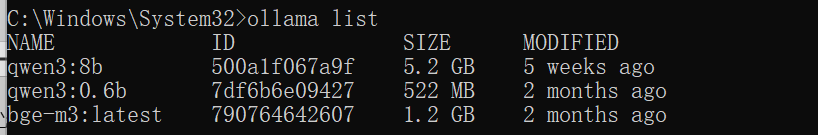 C:\Windows\System32>ollama list
NAME ID SIZE MODIFIED
qwen3:8b 500a1f067a9f 5.2 GB 5 weeks ago
qwen3:0.6b 7df6b6e09427 522 MB 2 months ago
bge-m3:latest 790764642607 1.2 GB 2 months ago